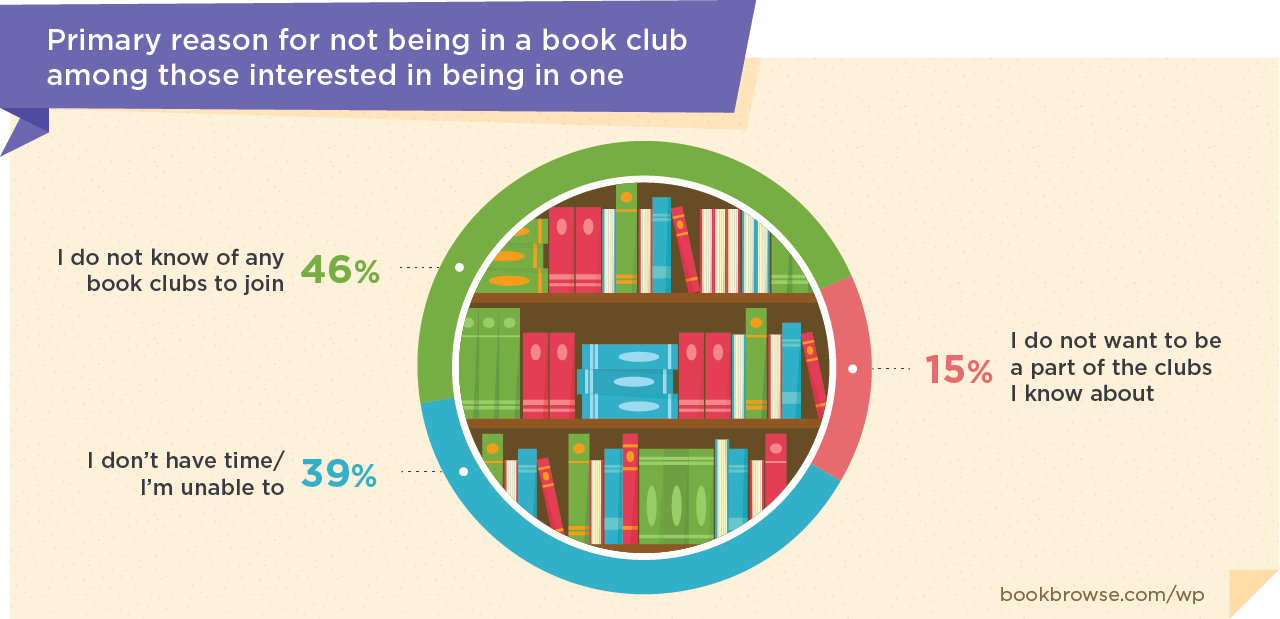 Primary reason for not being in a book club
among those interested in being in one
I do not know of any
book clubs to join
46%
I do not want to be
a part of the clubs
I know about
15%
I don’t have time/
I’m unable to
39%
bookbrowse.com/wp